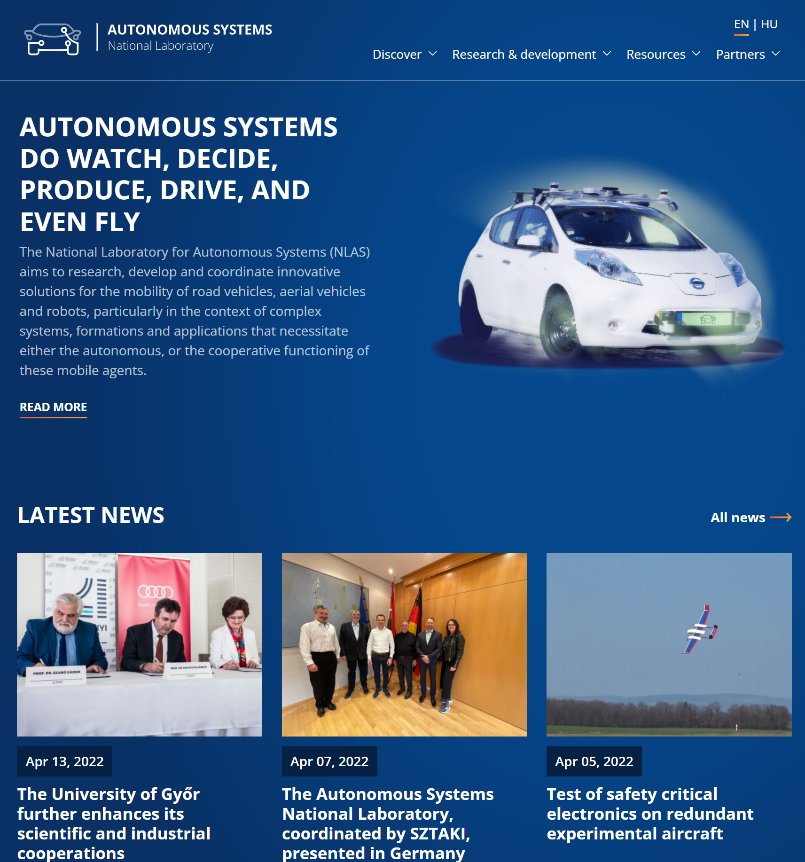 AUTONOMOUS SYSTEMS
National Laboratory
EN | HU
Discover
Research & development
Resources
Partners
AUTONOMOUS SYSTEMS
DO WATCH, DECIDE,
PRODUCE, DRIVE, AND
EVEN FLY
The National Laboratory for Autonomous Systems (NLAS)
aims to research, develop and coordinate innovative
solutions for the mobility of road vehicles, aerial vehicles
and robots, particularly in the context of complex
systems, formations and applications that necessitate
either the autonomous, or the cooperative functioning of
these mobile agents.
READ MORE
LATEST NEWS
All news
Apr 13, 2022
Apr 07, 2022
Apr 05, 2022
The University of Győr
further enhances its
scientific and industrial
cooperations
The Autonomous Systems
National Laboratory,
coordinated by SZTAKI,
presented in Germany
Test of safety critical
electronics on redundant
experimental aircraft